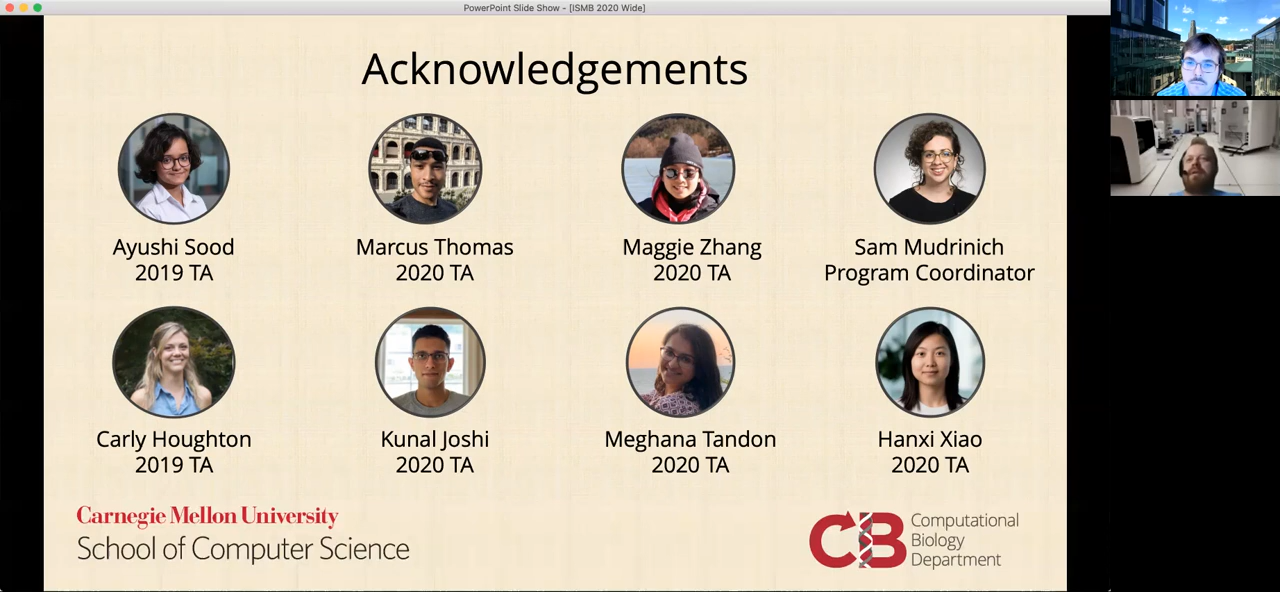 PowerPoint Slide Show - [ISMB 2020 Wide]
Acknowledgements
Ayushi Sood
2019 TA
Marcus Thomas
2020 TA
Maggie Zhang
2020 TA
Sam Mudrinich
Program Coordinator
Carly Houghton
2019 TA
Kunal Joshi
2020 TA
Meghana Tandon
2020 TA
Hanxi Xiao
2020 TA
Carnegie Mellon University
School of Computer Science
CB
Computational
Biology
Department